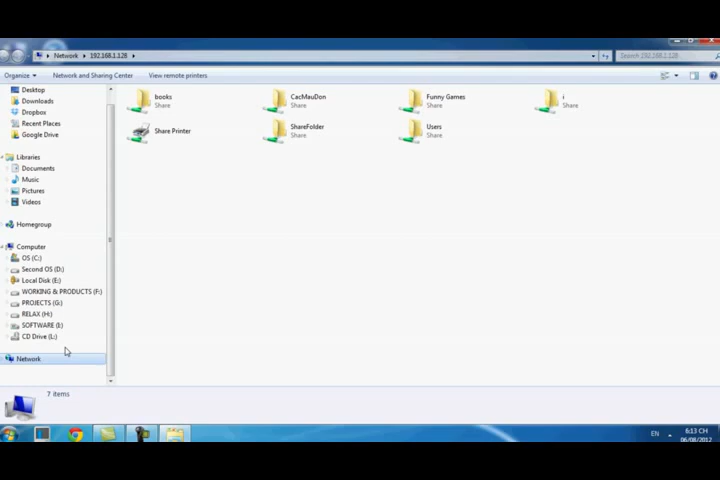 Network ▸ 192.168.1.128 ▸
Search 192.168.1.128
Organize
Network and Sharing Center
View remote printers
Desktop
Downloads
Dropbox
Recent Places
Google Drive
Libraries
Documents
Music
Pictures
Videos
Homegroup
Computer
OS (C:)
Second OS (D:)
Local Disk (E:)
WORKING & PRODUCTS (F:)
PROJECTS (G:)
RELAX (H:)
SOFTWARE (I:)
CD Drive (L:)
Network
books
Share
CacMauDon
Share
Funny Games
Share
i
Share
Share Printer
ShareFolder
Share
Users
Share
7 items
EN
6:13 CH
06/08/2012